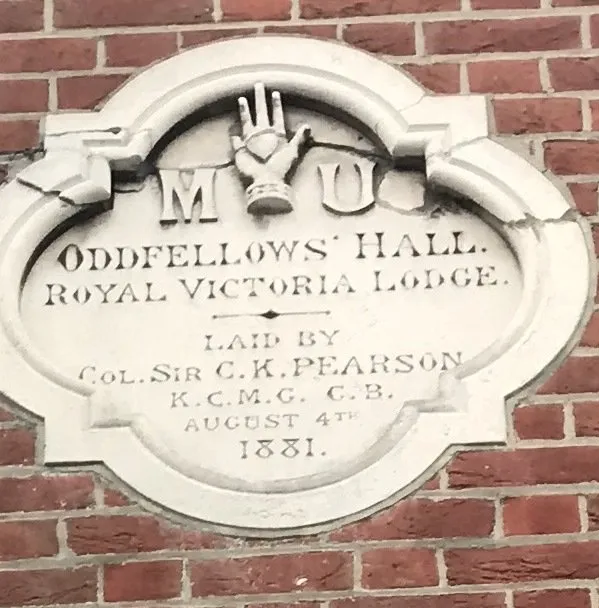 M U
ODDFELLOWS' HALL.
ROYAL VICTORIA LODGE.
LAID BY
COL. SIR C. K. PEARSON
K. C. M. G. C. B.
AUGUST 4TH
1881.